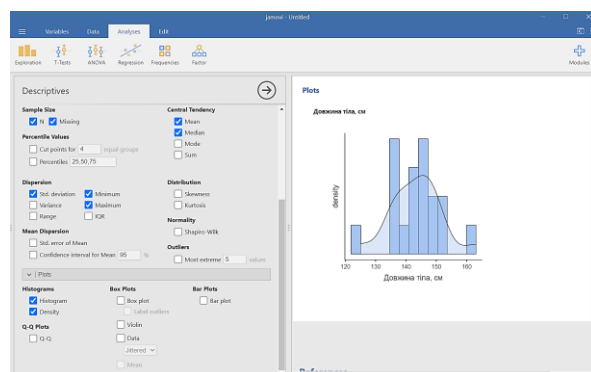 jamovi - Untitled
Variables Data Analyses Edit
Exploration T-Tests ANOVA Regression Frequencies Factor Modules
Descriptives
Sample Size
N Missing
Percentile Values
Cut points for 4 equal groups
Percentiles 25,50,75
Central Tendency
Mean
Median
Mode
Sum
Dispersion
Std. deviation Minimum
Variance Maximum
Range IQR
Distribution
Skewness
Kurtosis
Mean Dispersion
Std. error of Mean
Confidence interval for Mean 95 %
Normality
Shapiro-Wilk
Outliers
Most extreme 5 values
Plots
Histograms
Histogram
Density
Q-Q Plots
Q-Q
Box Plots
Box plot
Label outliers
Violin
Data
Jittered
Mean
Bar Plots
Bar plot
Plots
Довжина тіла, см
density
120 130 140 150 160
Довжина тіла, см
References